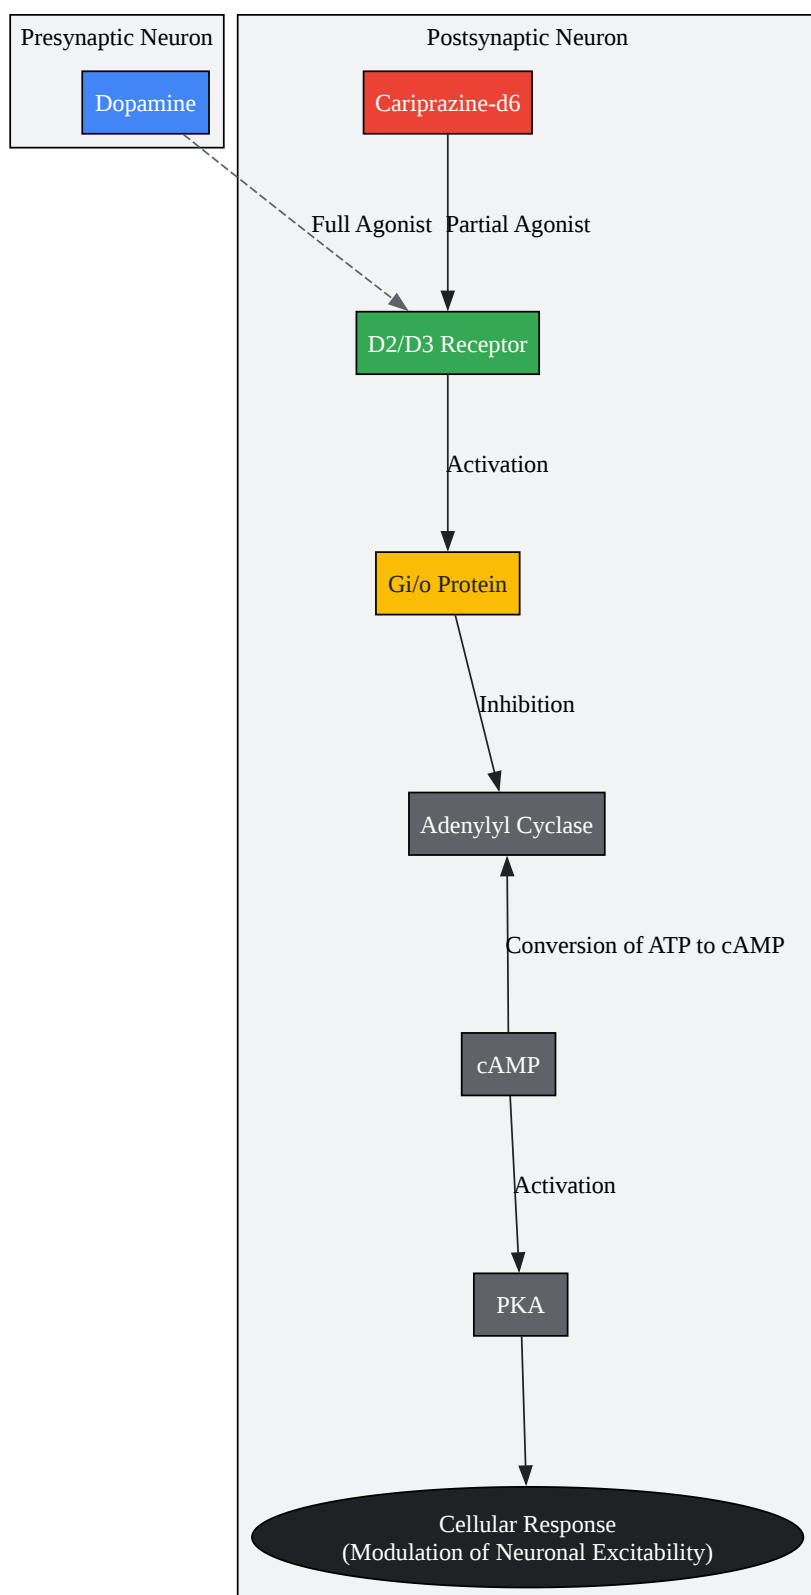 Presynaptic Neuron
Postsynaptic Neuron
Dopamine
Cariprazine-d6
Full Agonist
Partial Agonist
D2/D3 Receptor
Activation
Gi/o Protein
Inhibition
Adenylyl Cyclase
Conversion of ATP to cAMP
cAMP
Activation
PKA
Cellular Response
(Modulation of Neuronal Excitability)